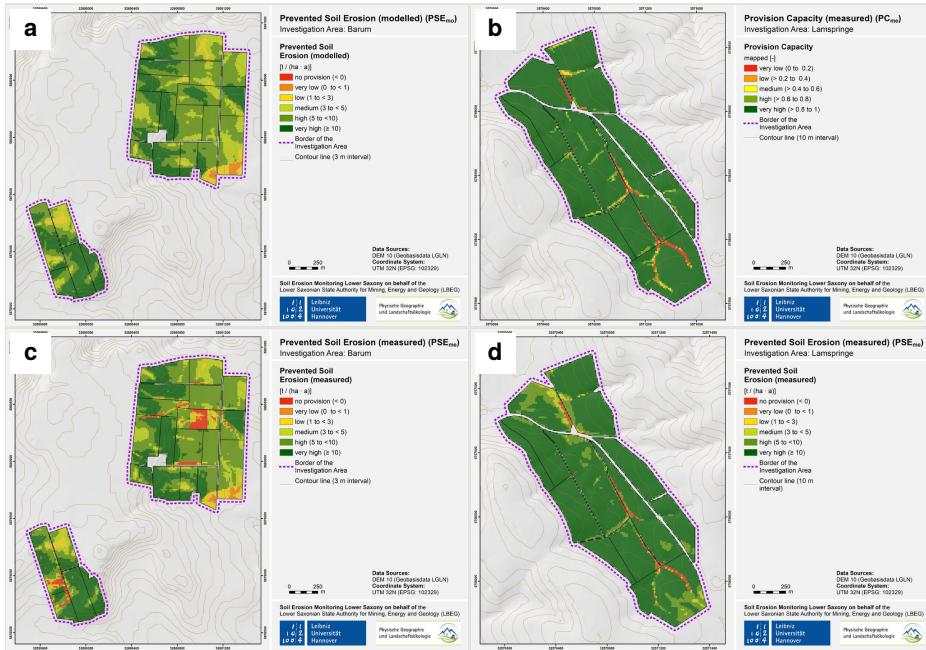 a
Prevented Soil Erosion (modelled) (PSEmo)
Investigation Area: Barum
Prevented Soil
Erosion (modelled)
[t / (ha · a)]
no provision (< 0)
very low (0 to < 1)
low (1 to < 3)
medium (3 to < 5)
high (5 to <10)
very high (≥ 10)
Border of the
Investigation Area
Contour line (3 m interval)
Data Sources:
DEM 10 (Geobasisdata LGLN)
Coordinate System:
UTM 32N (EPSG: 102329)
0 250
m
Soil Erosion Monitoring Lower Saxony on behalf of the
Lower Saxonian State Authority for Mining, Energy and Geology (LBEG)
Leibniz
Universität
Hannover
Physische Geographie
und Landschaftsökologie
b
Provision Capacity (measured) (PCme)
Investigation Area: Lamspringe
Provision Capacity
mapped [-]
very low (0 to 0.2)
low (> 0.2 to 0.4)
medium (> 0.4 to 0.6)
high (> 0.6 to 0.8)
very high (> 0.8 to 1)
Border of the
Investigation Area
Contour line (10 m interval)
Data Sources:
DEM 10 (Geobasisdata LGLN)
Coordinate System:
UTM 32N (EPSG: 102329)
0 250
m
Soil Erosion Monitoring Lower Saxony on behalf of the
Lower Saxonian State Authority for Mining, Energy and Geology (LBEG)
Leibniz
Universität
Hannover
Physische Geographie
und Landschaftsökologie
c
Prevented Soil Erosion (measured) (PSEme)
Investigation Area: Barum
Prevented Soil
Erosion (measured)
[t / (ha · a)]
no provision (< 0)
very low (0 to < 1)
low (1 to < 3)
medium (3 to < 5)
high (5 to <10)
very high (≥ 10)
Border of the
Investigation Area
Contour line (3 m interval)
Data Sources:
DEM 10 (Geobasisdata LGLN)
Coordinate System:
UTM 32N (EPSG: 102329)
0 250
m
Soil Erosion Monitoring Lower Saxony on behalf of the
Lower Saxonian State Authority for Mining, Energy and Geology (LBEG)
Leibniz
Universität
Hannover
Physische Geographie
und Landschaftsökologie
d
Prevented Soil Erosion (measured) (PSEme)
Investigation Area: Lamspringe
Prevented Soil
Erosion (measured)
[t / (ha · a)]
no provision (< 0)
very low (0 to < 1)
low (1 to < 3)
medium (3 to < 5)
high (5 to <10)
very high (≥ 10)
Border of the
Investigation Area
Contour line (10 m
interval)
Data Sources:
DEM 10 (Geobasisdata LGLN)
Coordinate System:
UTM 32N (EPSG: 102329)
0 250
m
Soil Erosion Monitoring Lower Saxony on behalf of the
Lower Saxonian State Authority for Mining, Energy and Geology (LBEG)
Leibniz
Universität
Hannover
Physische Geographie
und Landschaftsökologie